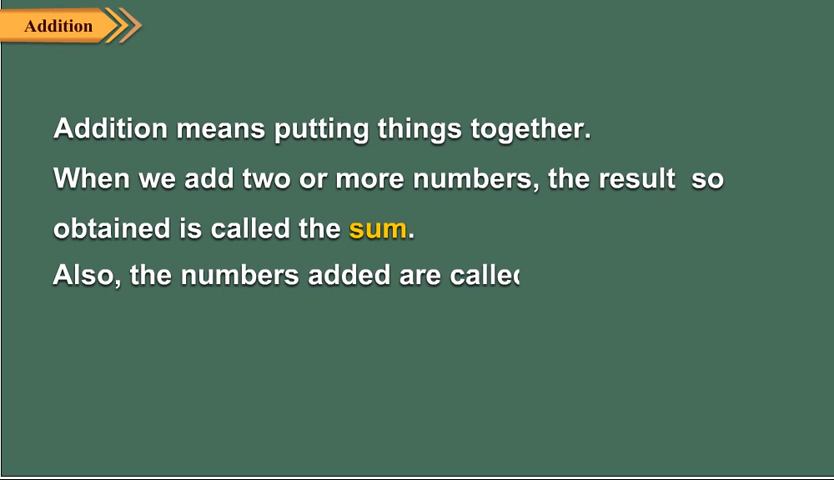 Addition
Addition means putting things together.
When we add two or more numbers, the result so
obtained is called the sum.
Also, the numbers added are